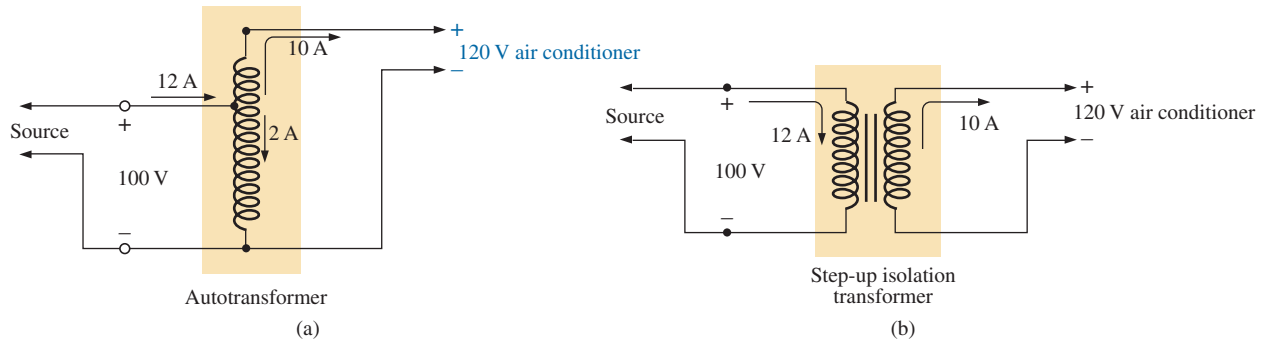 10 A
+
120 V air conditioner
−
12 A
+
Source
2 A
100 V
−
Autotransformer
(a)
+
Source
12 A
10 A
+
120 V air conditioner
−
100 V
−
Step-up isolation
transformer
(b)